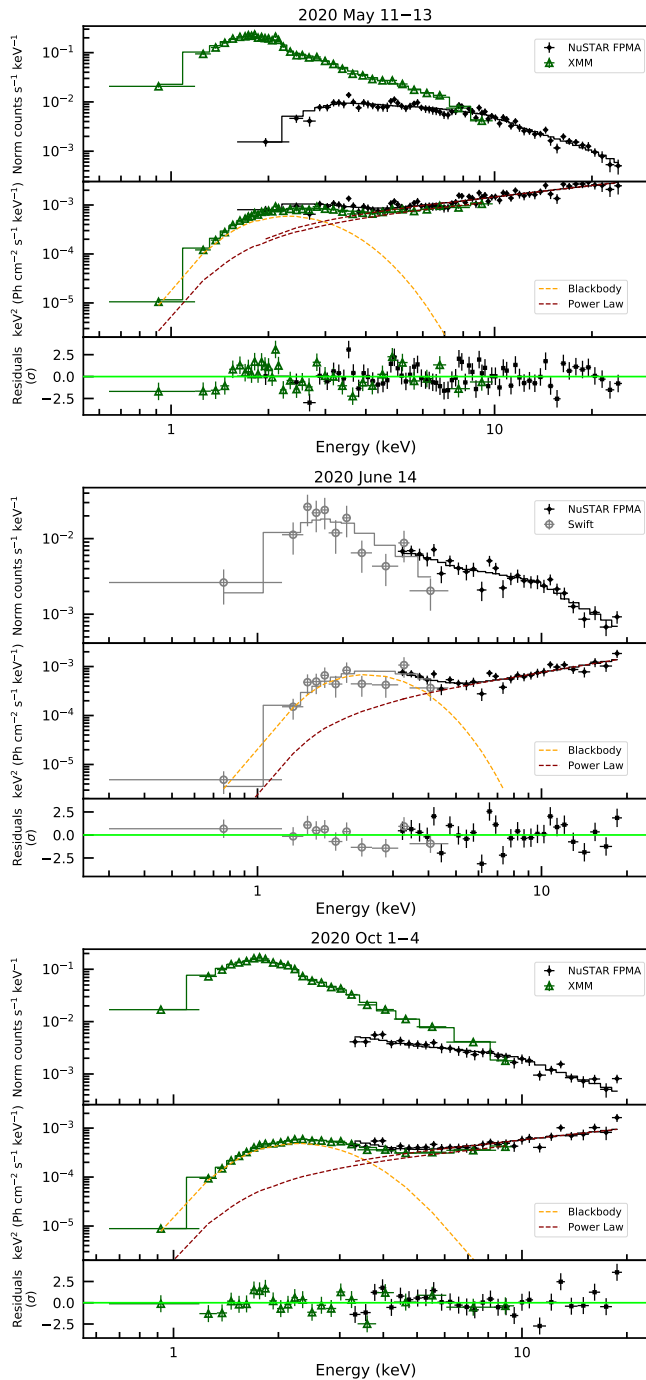 2020 May 11−13
Norm counts s⁻¹ keV⁻¹
10⁻¹
10⁻²
10⁻³
NuSTAR FPMA
XMM
keV² (Ph cm⁻² s⁻¹ keV⁻¹)
10⁻³
10⁻⁴
10⁻⁵
Blackbody
Power Law
Residuals
(σ)
2.5
0.0
−2.5
1
10
Energy (keV)
2020 June 14
Norm counts s⁻¹ keV⁻¹
10⁻²
10⁻³
NuSTAR FPMA
Swift
keV² (Ph cm⁻² s⁻¹ keV⁻¹)
10⁻³
10⁻⁴
10⁻⁵
Blackbody
Power Law
Residuals
(σ)
2.5
0.0
−2.5
1
10
Energy (keV)
2020 Oct 1−4
Norm counts s⁻¹ keV⁻¹
10⁻¹
10⁻²
10⁻³
NuSTAR FPMA
XMM
keV² (Ph cm⁻² s⁻¹ keV⁻¹)
10⁻³
10⁻⁴
10⁻⁵
Blackbody
Power Law
Residuals
(σ)
2.5
0.0
−2.5
1
10
Energy (keV)